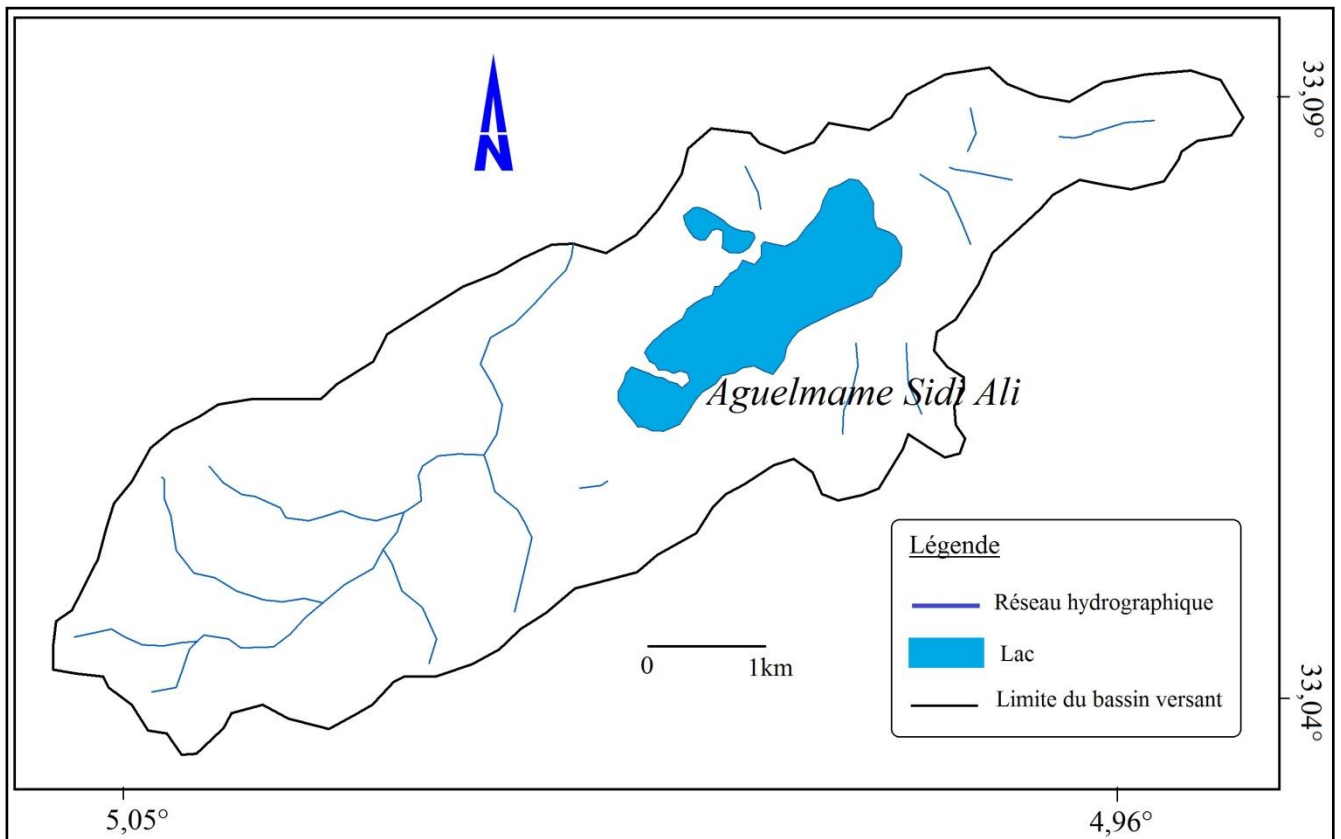 N
33,09°
Aguelmame Sidi Ali
Légende
Réseau hydrographique
Lac
Limite du bassin versant
0 1km
33,04°
5,05° 4,96°